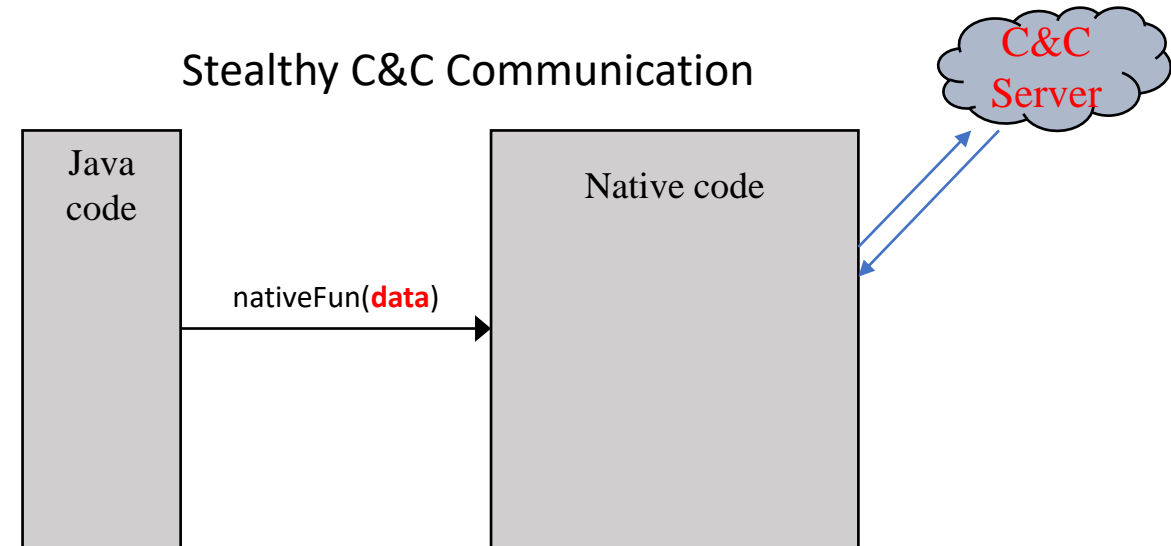 Stealthy C&C Communication
C&C
Server
Java
code
Native code
nativeFun(data)